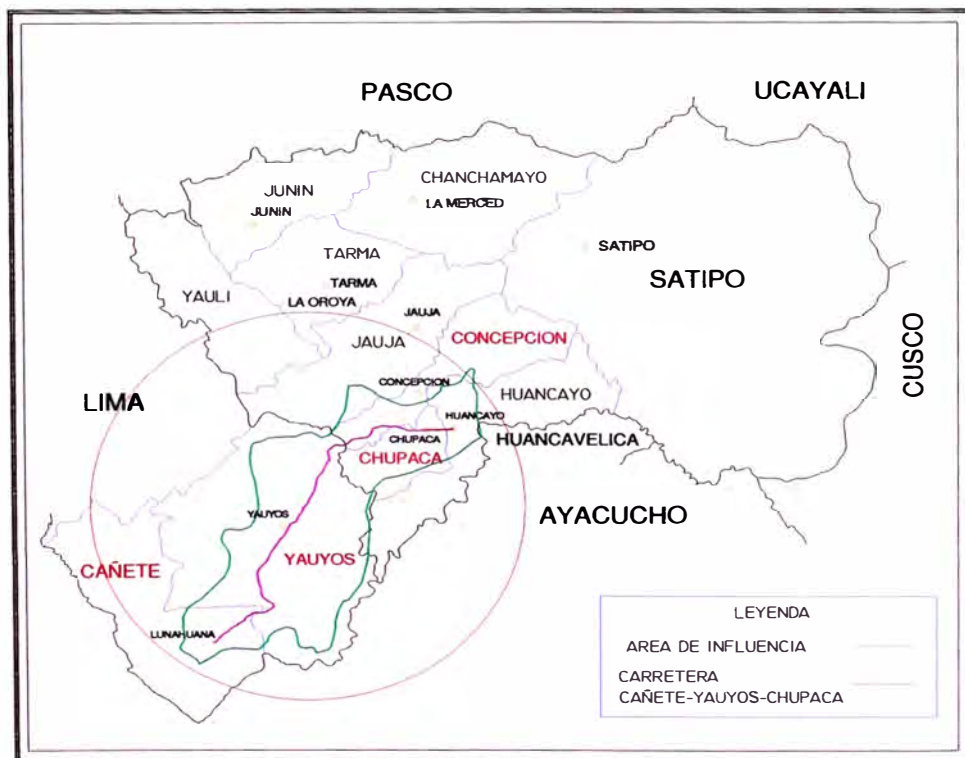 PASCO
UCAYALI
CHANCHAMAYO
LA MERCED
JUNIN
JUNIN
SATIPO
SATIPO
TARMA
TARMA
YAULI
LA OROYA
JAUJA
JAUJA
CONCEPCION
CUSCO
CONCEPCION
HUANCAYO
LIMA
HUANCAYO
CHUPACA
HUANCAVELICA
CHUPACA
YAUYOS
AYACUCHO
YAUYOS
CAÑETE
LUNAHUANA
LEYENDA
AREA DE INFLUENCIA
CARRETERA
CAÑETE-YAUYOS-CHUPACA